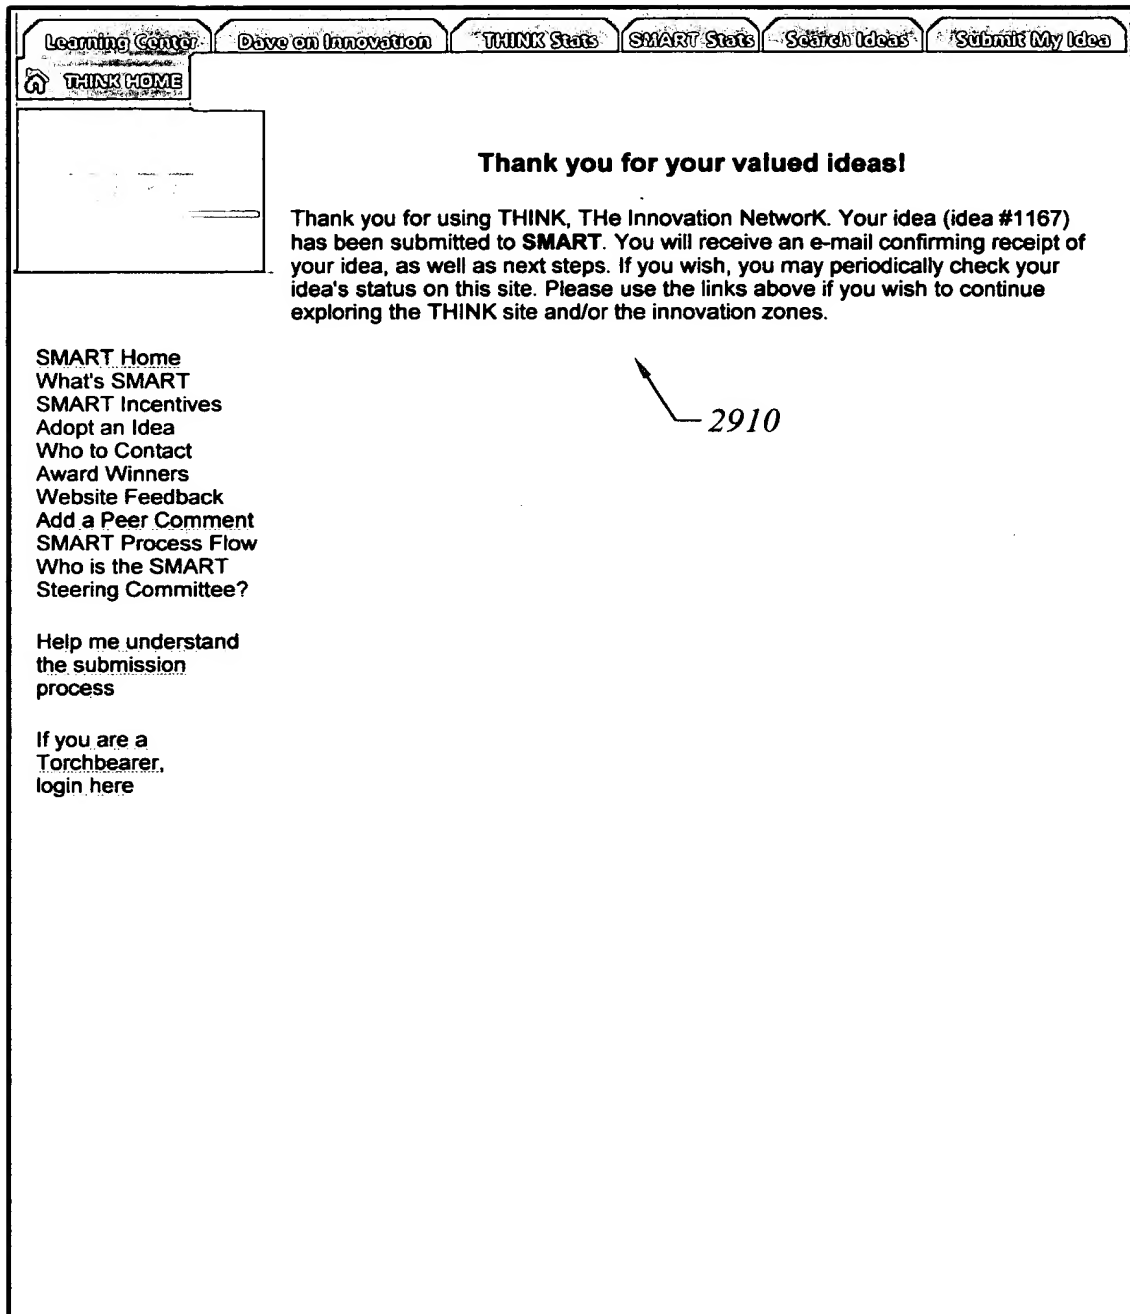 Learning Center Dave on Innovation THINK Stats SMART Stats Search Ideas Submit My Idea
THINK HOME
Thank you for your valued ideas!
Thank you for using THINK, THe Innovation NetworK. Your idea (idea #1167)
has been submitted to SMART. You will receive an e-mail confirming receipt of
your idea, as well as next steps. If you wish, you may periodically check your
idea's status on this site. Please use the links above if you wish to continue
exploring the THINK site and/or the innovation zones.
2910
SMART Home
What's SMART
SMART Incentives
Adopt an Idea
Who to Contact
Award Winners
Website Feedback
Add a Peer Comment
SMART Process Flow
Who is the SMART
Steering Committee?
Help me understand
the submission
process
If you are a
Torchbearer,
login here